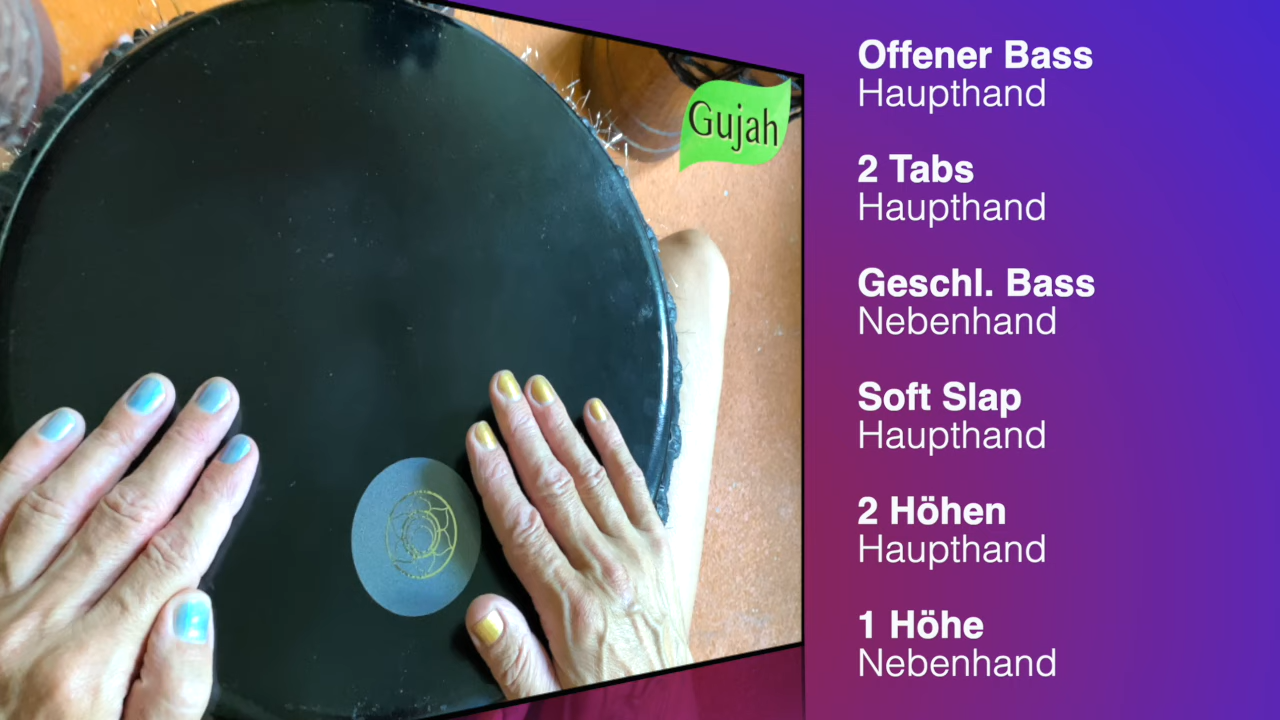 Gujah
Offener Bass
Haupthand
2 Tabs
Haupthand
Geschl. Bass
Nebenhand
Soft Slap
Haupthand
2 Höhen
Haupthand
1 Höhe
Nebenhand